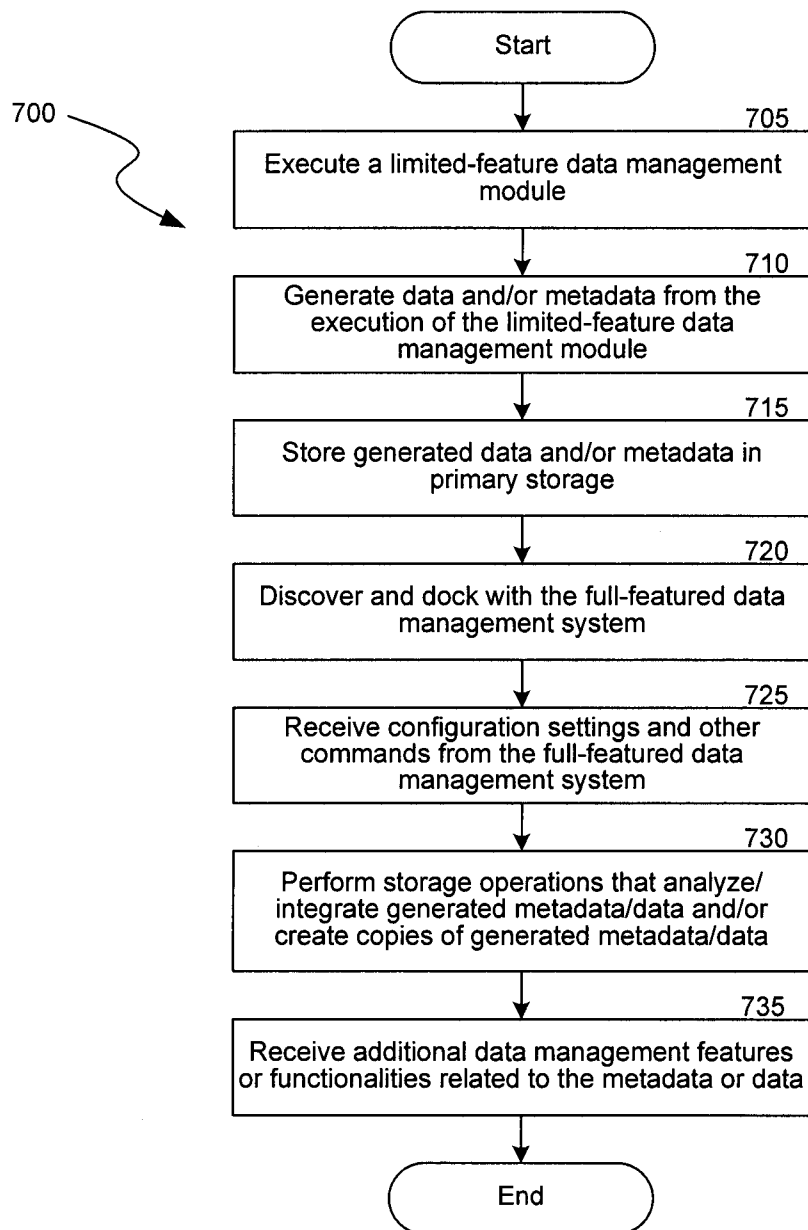 Start
700
705
Execute a limited-feature data management
module
710
Generate data and/or metadata from the
execution of the limited-feature data
management module
715
Store generated data and/or metadata in
primary storage
720
Discover and dock with the full-featured data
management system
725
Receive configuration settings and other
commands from the full-featured data
management system
730
Perform storage operations that analyze/
integrate generated metadata/data and/or
create copies of generated metadata/data
735
Receive additional data management features
or functionalities related to the metadata or data
End